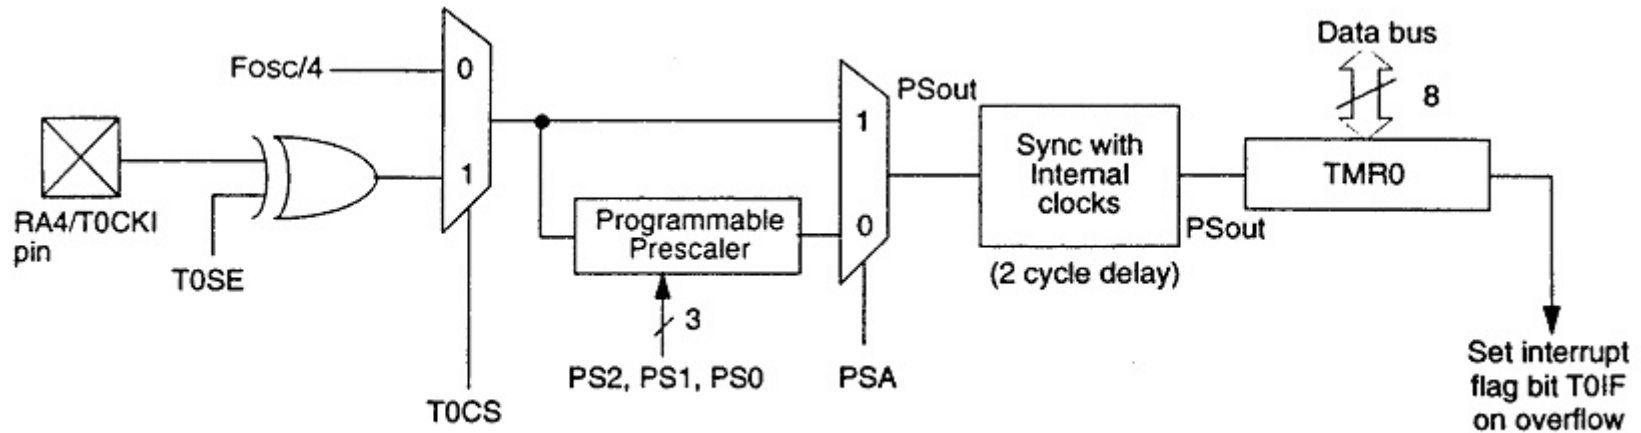 Fosc/4
0
1
RA4/T0CKI
pin
T0SE
T0CS
Programmable
Prescaler
3
PS2, PS1, PS0
1
0
PSA
PSout
Sync with
Internal
clocks
(2 cycle delay)
PSout
Data bus
8
TMR0
Set interrupt
flag bit T0IF
on overflow